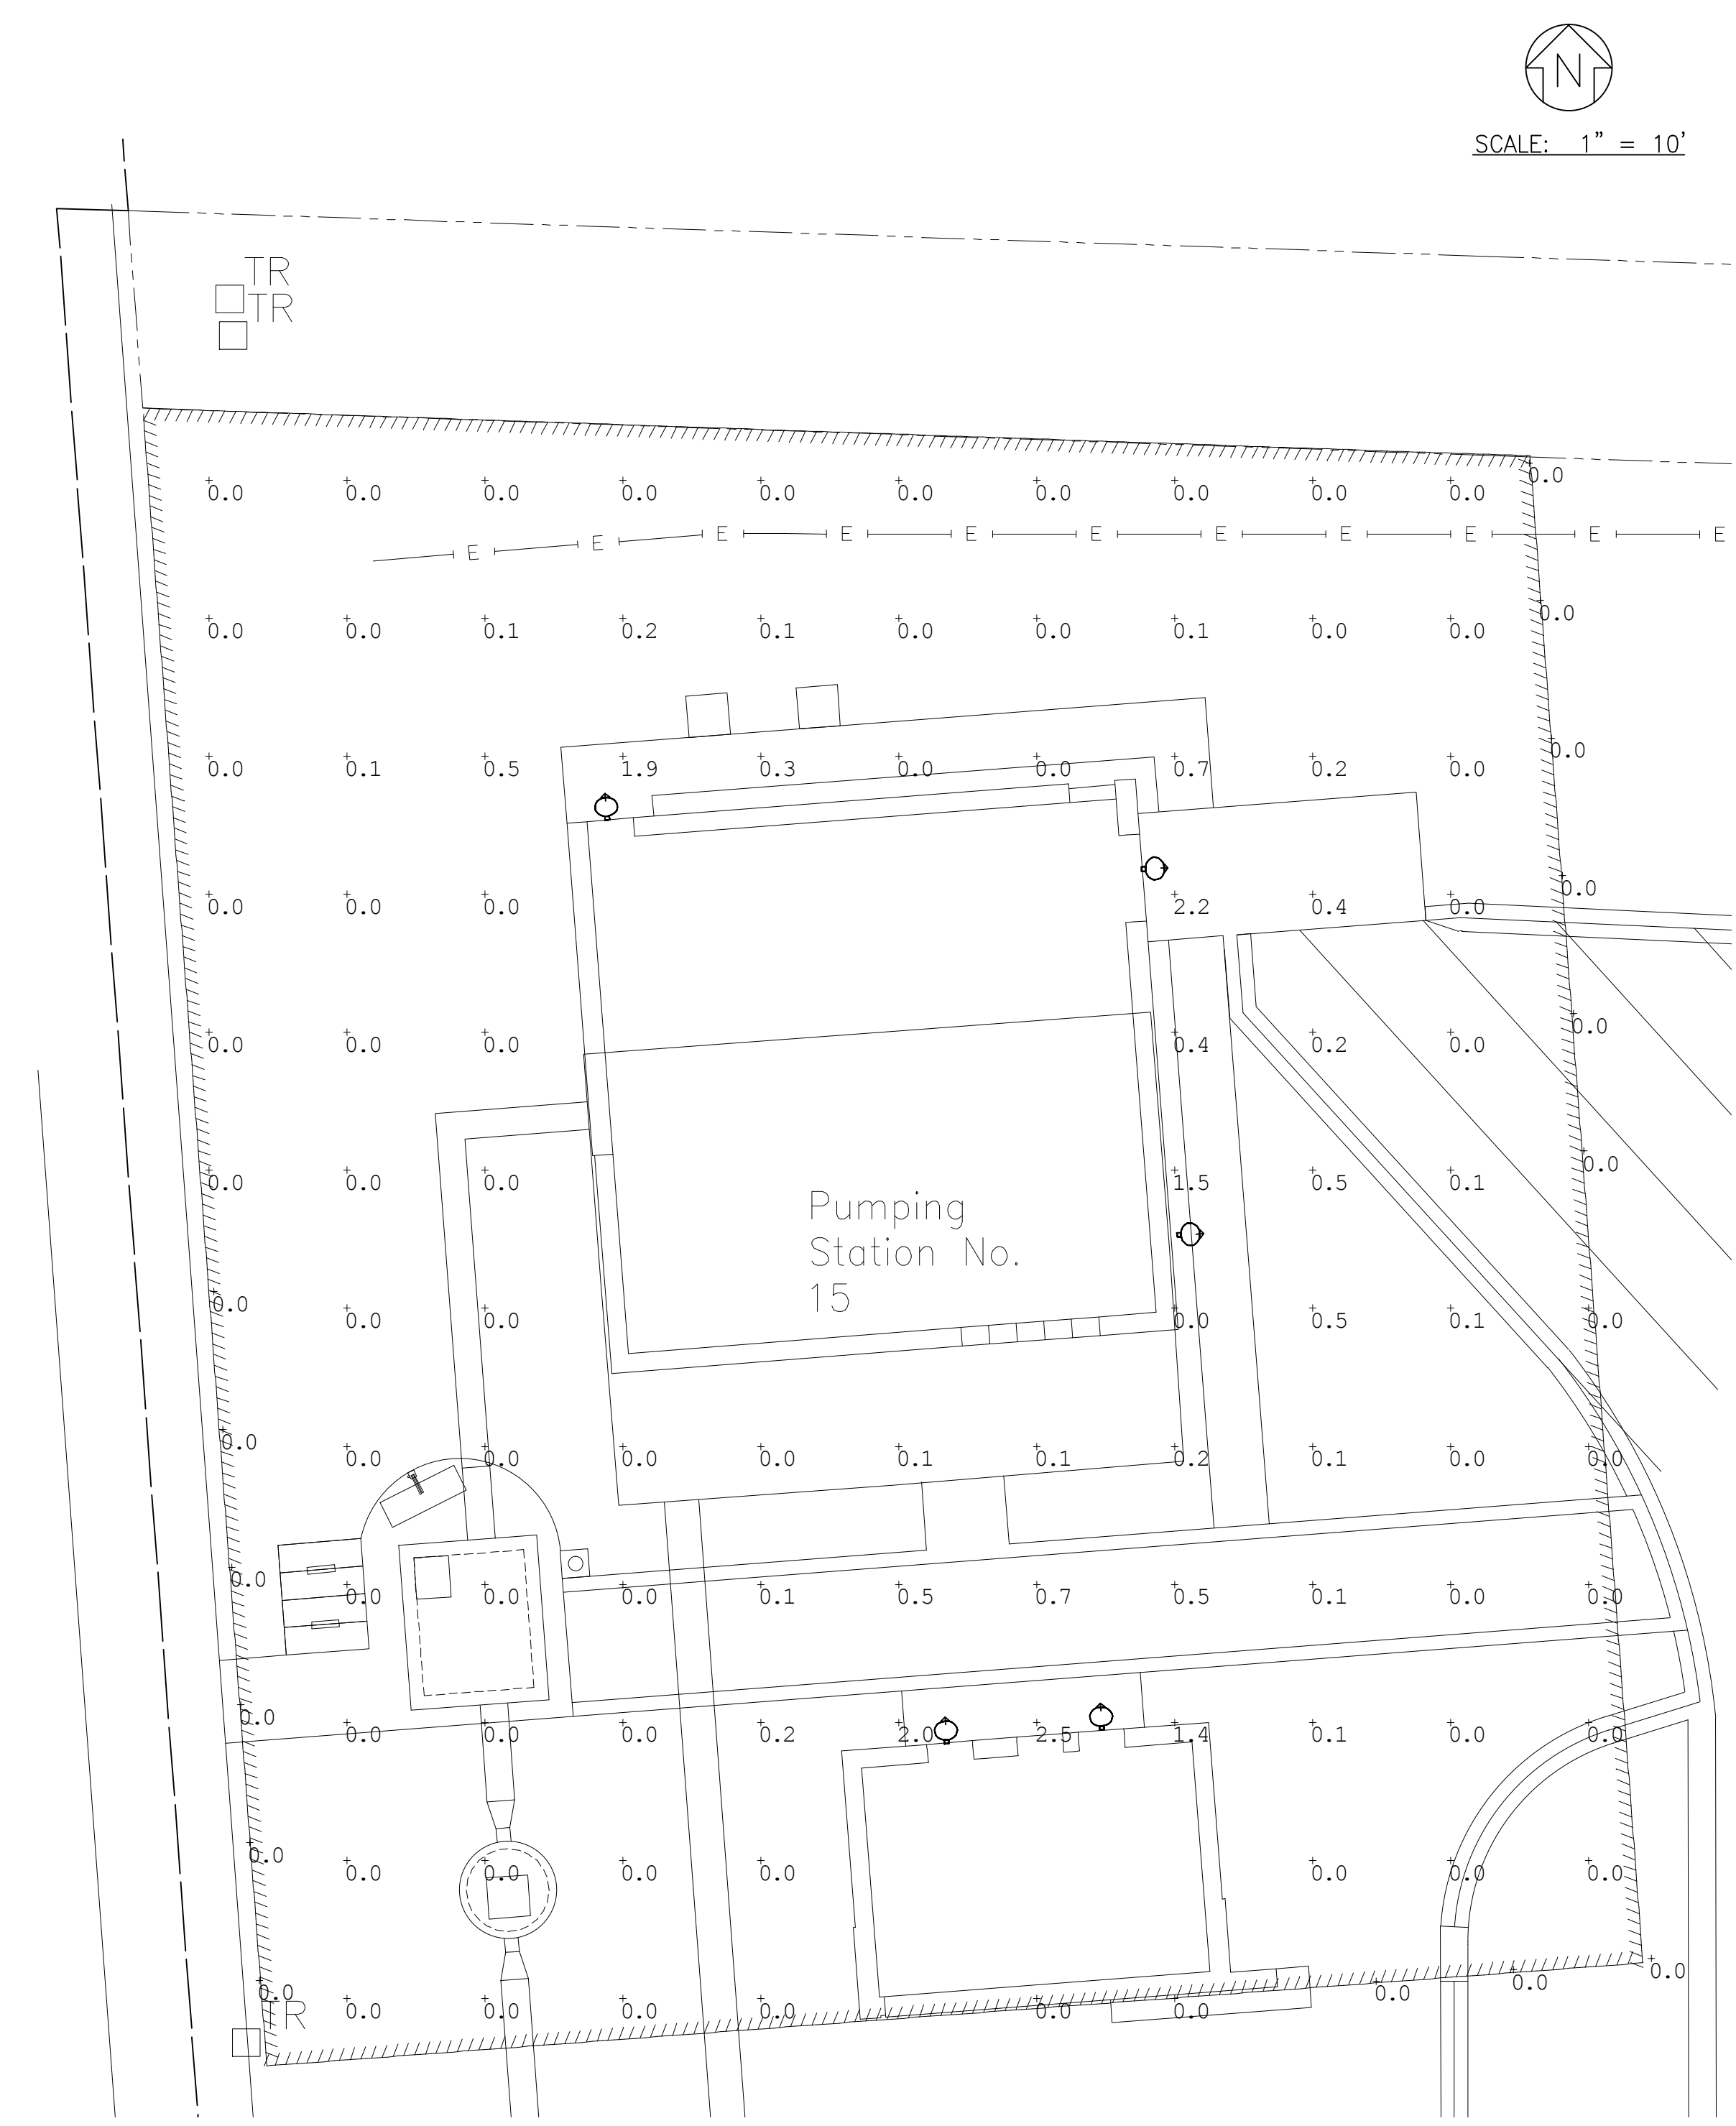 N
SCALE: 1" = 10'
TR
TR
0.0 0.0 0.0 0.0 0.0 0.0 0.0 0.0 0.0 0.0 0.0
E E E E E E E E E E E
0.0 0.0 0.1 0.2 0.1 0.0 0.0 0.1 0.0 0.0 0.0
0.0 0.1 0.5 1.9 0.3 0.0 0.0 0.7 0.2 0.0 0.0
0.0 0.0 0.0 2.2 0.4 0.0 0.0
0.0 0.0 0.0 0.4 0.2 0.0 0.0
0.0 0.0 0.0 1.5 0.5 0.1 0.0
Pumping
Station No.
15
0.0 0.0 0.0 0.0 0.5 0.1 0.0
0.0 0.0 0.0 0.0 0.0 0.1 0.1 0.2 0.1 0.0 0.0
0.0 0.0 0.0 0.0 0.1 0.5 0.7 0.5 0.1 0.0 0.0
0.0 0.0 0.0 0.0 0.2 2.0 2.5 1.4 0.1 0.0 0.0
0.0 0.0 0.0 0.0 0.0 0.0 0.0 0.0
0.0 0.0 0.0 0.0 0.0 0.0 0.0 0.0 0.0 0.0
TR